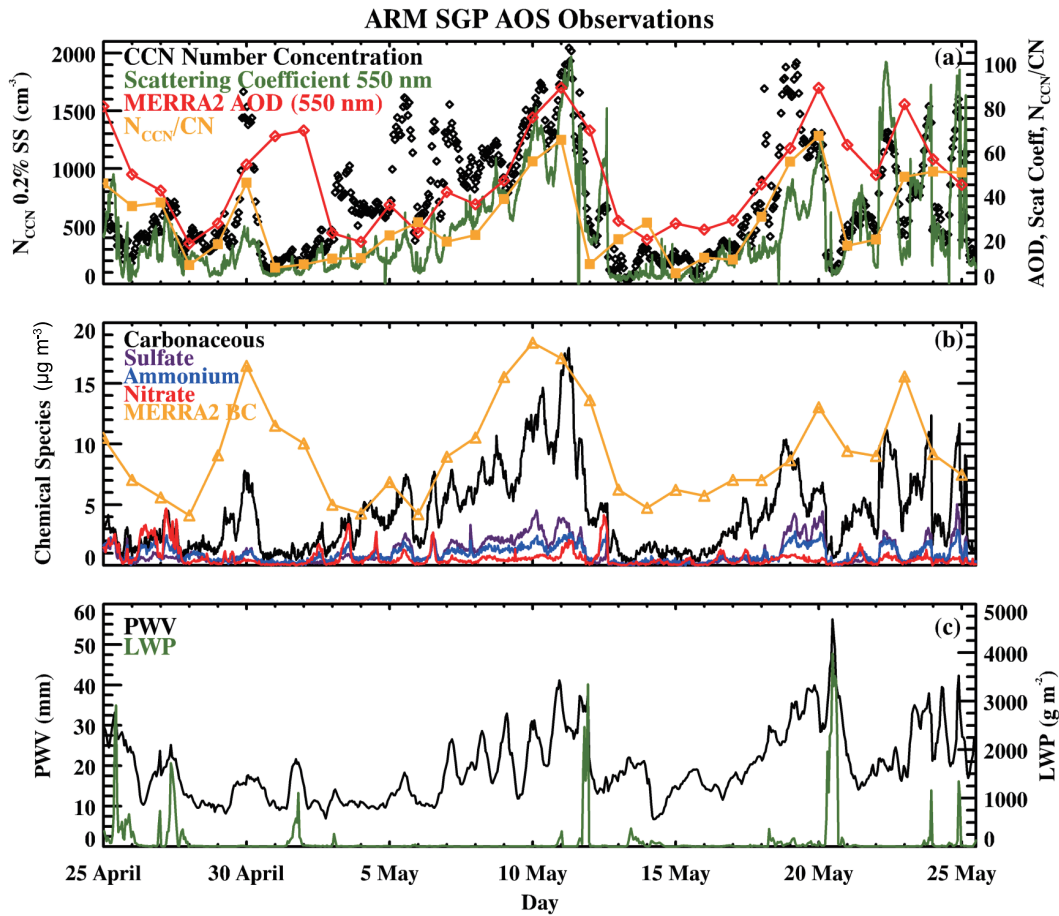 ARM SGP AOS Observations
(a)
CCN Number Concentration
Scattering Coefficient 550 nm
MERRA2 AOD (550 nm)
N_CCN/CN
N_CCN 0.2% SS (cm⁻³)
2000
1500
1000
500
0
AOD, Scat Coeff, N_CCN/CN
100
80
60
40
20
0
(b)
Carbonaceous
Sulfate
Ammonium
Nitrate
MERRA2 BC
Chemical Species (µg m⁻³)
20
15
10
5
0
(c)
PWV
LWP
PWV (mm)
60
50
40
30
20
10
0
LWP (g m⁻²)
5000
4000
3000
2000
1000
0
25 April 30 April 5 May 10 May 15 May 20 May 25 May
Day